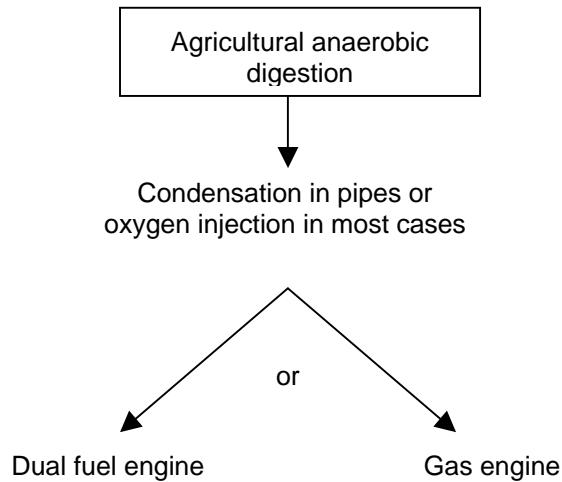 Agricultural anaerobic
digestion
Condensation in pipes or
oxygen injection in most cases
or
Dual fuel engine
Gas engine